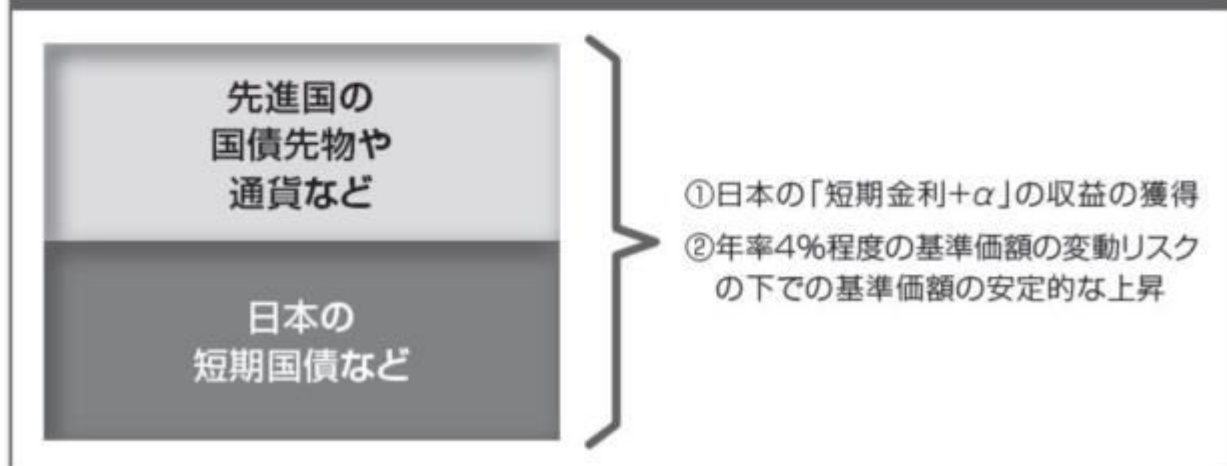 先進国の
国債先物や
通貨など
日本の
短期国債など
①日本の「短期金利+α」の収益の獲得
②年率4%程度の基準価額の変動リスク
の下での基準価額の安定的な上昇